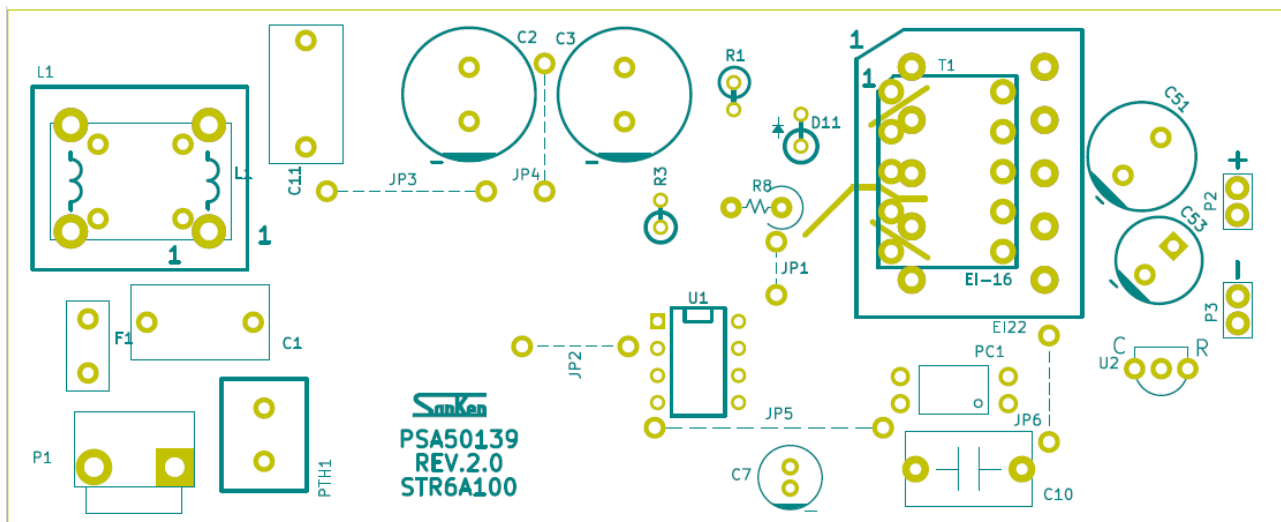 L1
C11
C2
C3
R1
1
T1
1
C51
D11
L1
JP3
JP4
R3
R8
+
P2
C53
1
1
JP1
EI-16
-
P3
U1
EI22
F1
C1
JP2
PC1
U2
C
R
SanKen
PSA50139
REV.2.0
STR6A100
JP5
JP6
P1
PTH1
C7
C10